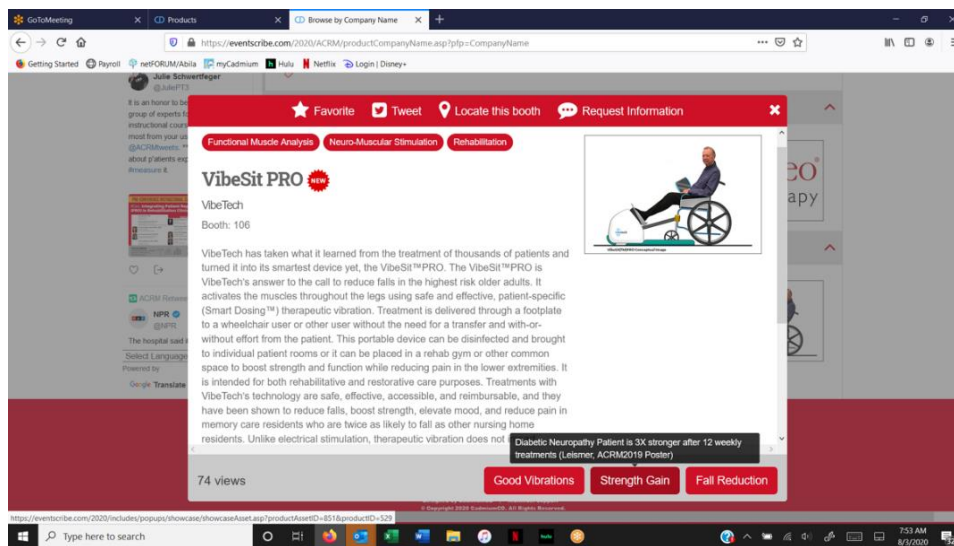 GoToMeeting
Products
Browse by Company Name
https://eventscribe.com/2020/ACRM/productCompanyName.asp?pfp=CompanyName
Getting Started Payroll netFORUM/Abila myCadmium Hulu Netflix Login | Disney+
Julie Schwertfeger
@JuliePT3
It is an honor to be
group of experts to
instructional cours
most from your us
@ACRMtweets.
about p'atients exp
#measure it.
ACRM Retweet
NPR
@NPR
The hospital said i
Select Language
Powered by
Google Translate
Favorite Tweet Locate this booth Request Information
Functional Muscle Analysis Neuro-Muscular Stimulation Rehabilitation
VibeSit PRO NEW
VibeTech
Booth: 106
VibeTech has taken what it learned from the treatment of thousands of patients and
turned it into its smartest device yet, the VibeSit™PRO. The VibeSit™PRO is
VibeTech's answer to the call to reduce falls in the highest risk older adults. It
activates the muscles throughout the legs using safe and effective, patient-specific
(Smart Dosing™) therapeutic vibration. Treatment is delivered through a footplate
to a wheelchair user or other user without the need for a transfer and with-or-
without effort from the patient. This portable device can be disinfected and brought
to individual patient rooms or it can be placed in a rehab gym or other common
space to boost strength and function while reducing pain in the lower extremities. It
is intended for both rehabilitative and restorative care purposes. Treatments with
VibeTech's technology are safe, effective, accessible, and reimbursable, and they
have been shown to reduce falls, boost strength, elevate mood, and reduce pain in
memory care residents who are twice as likely to fall as other nursing home
residents. Unlike electrical stimulation, therapeutic vibration does not
Diabetic Neuropathy Patient is 3X stronger after 12 weekly
treatments (Leismer, ACRM2019 Poster)
74 views
Good Vibrations Strength Gain Fall Reduction
eo
apy
© Copyright 2020 CadmiumCD. All Rights Reserved.
https://eventscribe.com/2020/includes/popups/showcase/showcaseAsset.asp?productAssetID=851&productID=529
Type here to search
hulu
7:53 AM
8/3/2020